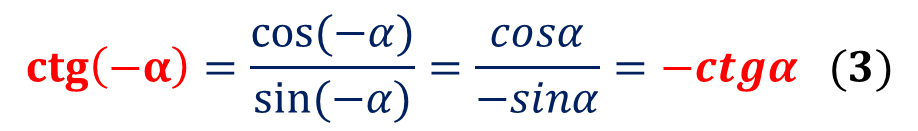 ctg(−α) = cos(−α)/sin(−α) = cosα/−sinα = −ctgα (3)